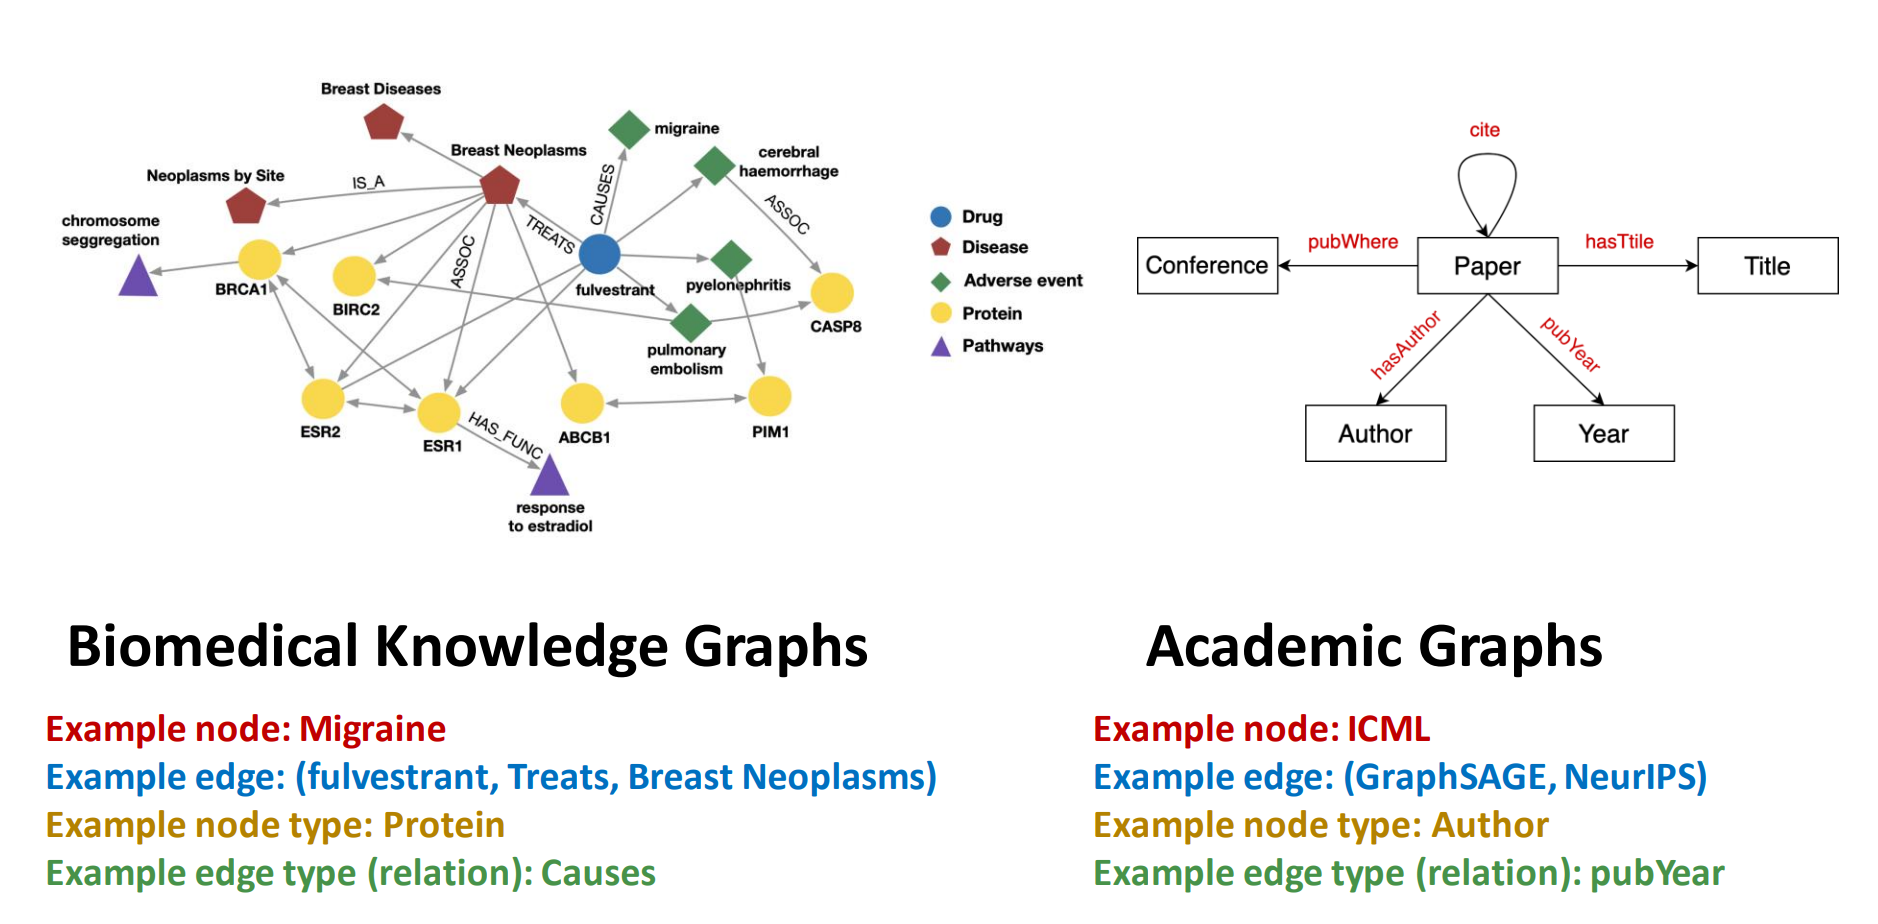 Breast Diseases
migraine
Breast Neoplasms
cerebral
haemorrhage
Neoplasms by Site
IS_A
CAUSES
ASSOC
chromosome
seggregation
TREATS
ASSOC
BRCA1
BIRC2
fulvestrant
pyelonephritis
CASP8
pulmonary
embolism
ESR2
ESR1
HAS_FUNC
ABCB1
PIM1
response
to estradiol
Drug
Disease
Adverse event
Protein
Pathways
cite
Conference
pubWhere
Paper
hasTtile
Title
hasAuthor
pubYear
Author
Year
Biomedical Knowledge Graphs
Example node: Migraine
Example edge: (fulvestrant, Treats, Breast Neoplasms)
Example node type: Protein
Example edge type (relation): Causes
Academic Graphs
Example node: ICML
Example edge: (GraphSAGE, NeurIPS)
Example node type: Author
Example edge type (relation): pubYear